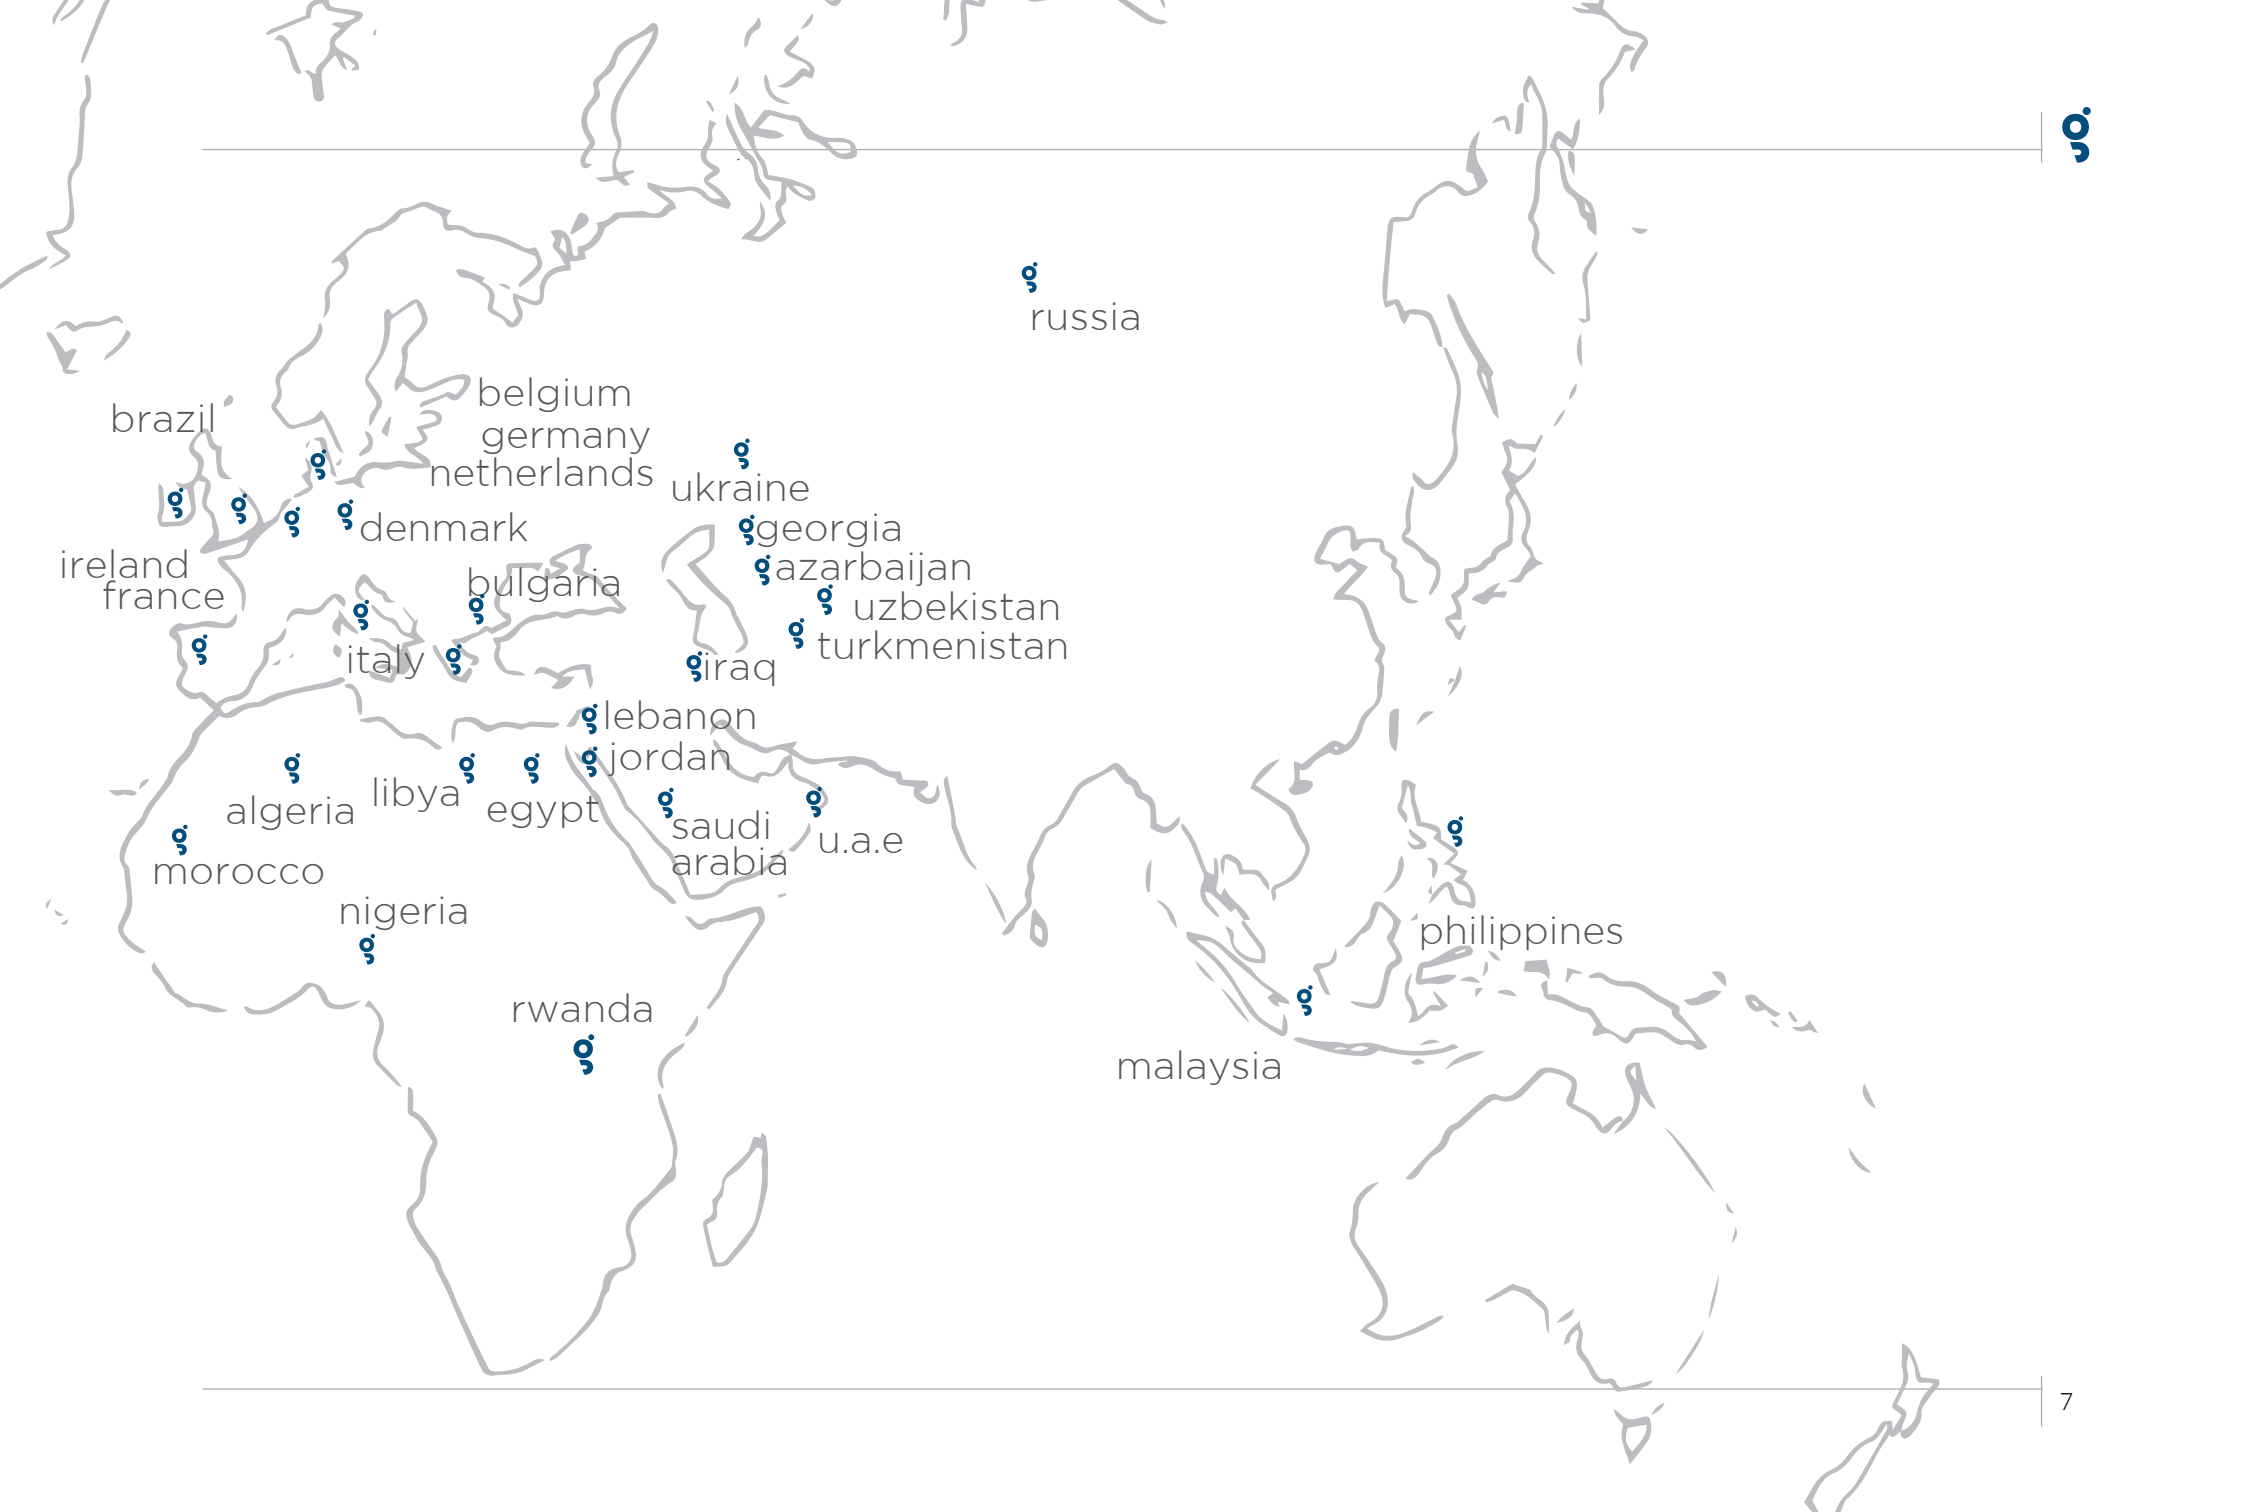 russia
belgium
brazil
germany
netherlands
ukraine
denmark
georgia
ireland
azarbaijan
bulgaria
france
uzbekistan
turkmenistan
italy
iraq
lebanon
jordan
libya
algeria
egypt
saudi
arabia
u.a.e
morocco
nigeria
philippines
rwanda
malaysia
7